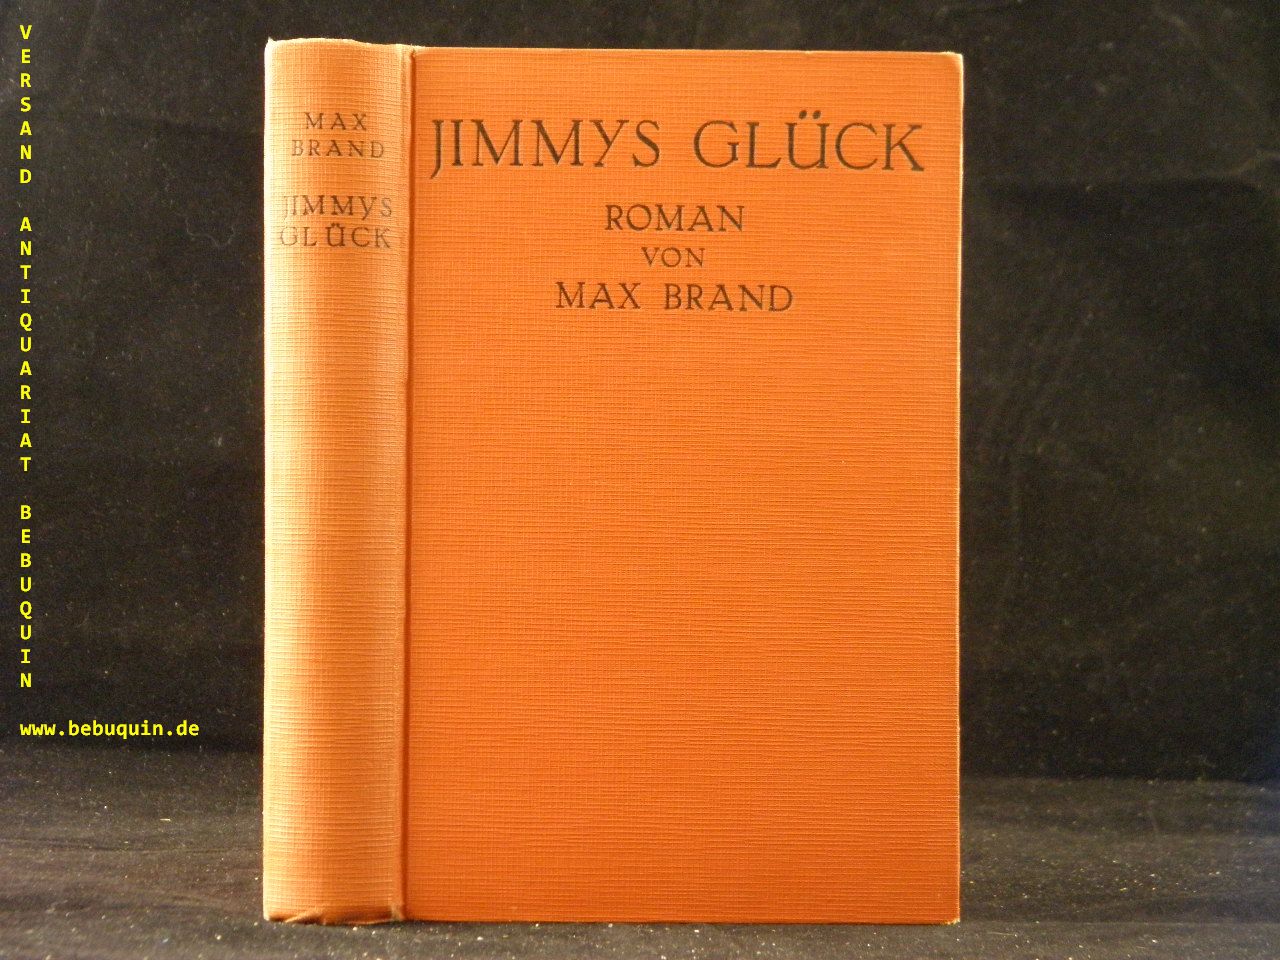 VERSAND ANTIQUARIAT BEBUQUIN
www.bebuquin.de
MAX
BRAND
JIMMYS
GLÜCK
JIMMYS GLÜCK
ROMAN
VON
MAX BRAND